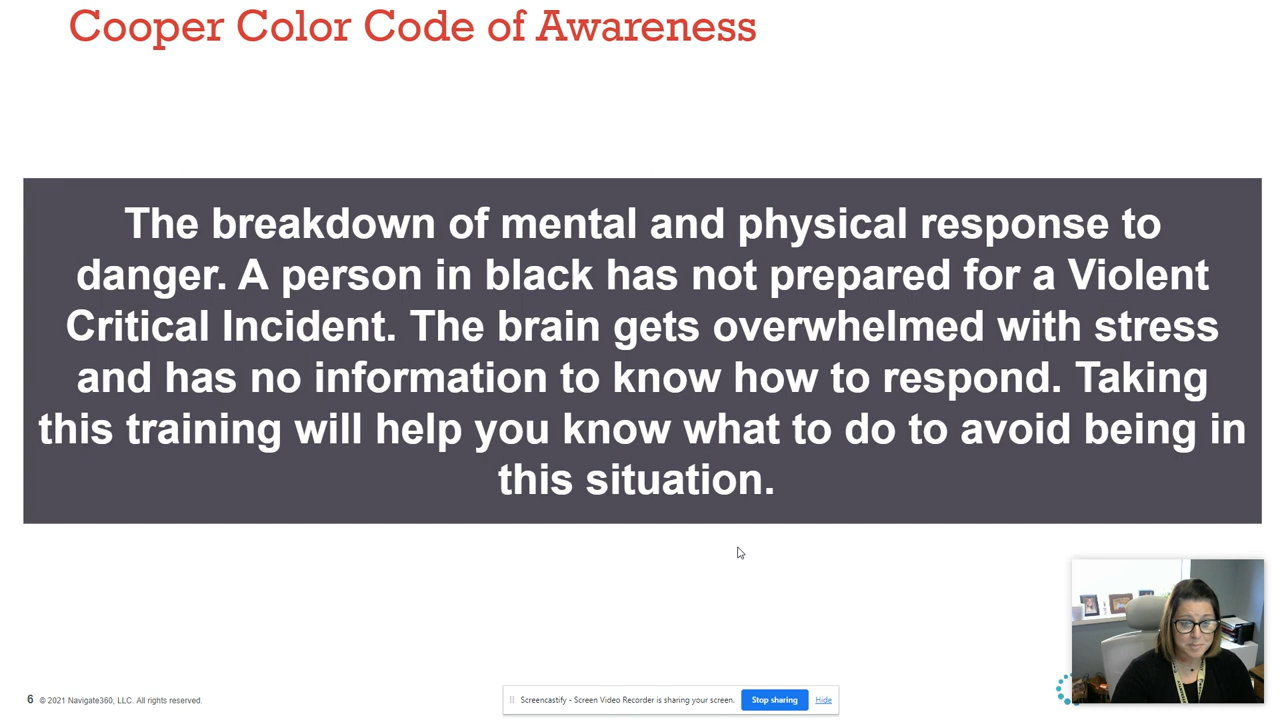 Cooper Color Code of Awareness
The breakdown of mental and physical response to
danger. A person in black has not prepared for a Violent
Critical Incident. The brain gets overwhelmed with stress
and has no information to know how to respond. Taking
this training will help you know what to do to avoid being in
this situation.
6 © 2021 Navigate360, LLC. All rights reserved.
Screencastify - Screen Video Recorder is sharing your screen. Stop sharing Hide